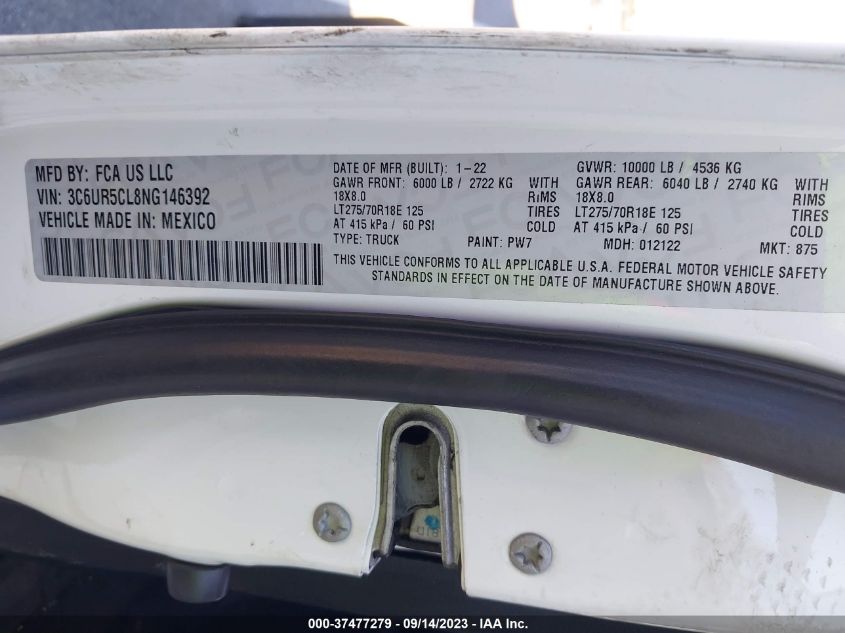 MFD BY: FCA US LLC
VIN: 3C6UR5CL8NG146392
VEHICLE MADE IN: MEXICO
DATE OF MFR (BUILT): 1-22
GAWR FRONT: 6000 LB / 2722 KG WITH
18X8.0 RIMS
LT275/70R18E 125 TIRES
AT 415 kPa / 60 PSI COLD
TYPE: TRUCK PAINT: PW7
GVWR: 10000 LB / 4536 KG
GAWR REAR: 6040 LB / 2740 KG WITH
18X8.0 RIMS
LT275/70R18E 125 TIRES
AT 415 kPa / 60 PSI COLD
MDH: 012122 MKT: 875
THIS VEHICLE CONFORMS TO ALL APPLICABLE U.S.A. FEDERAL MOTOR VEHICLE SAFETY
STANDARDS IN EFFECT ON THE DATE OF MANUFACTURE SHOWN ABOVE.
000-37477279 - 09/14/2023 - IAA, Inc.